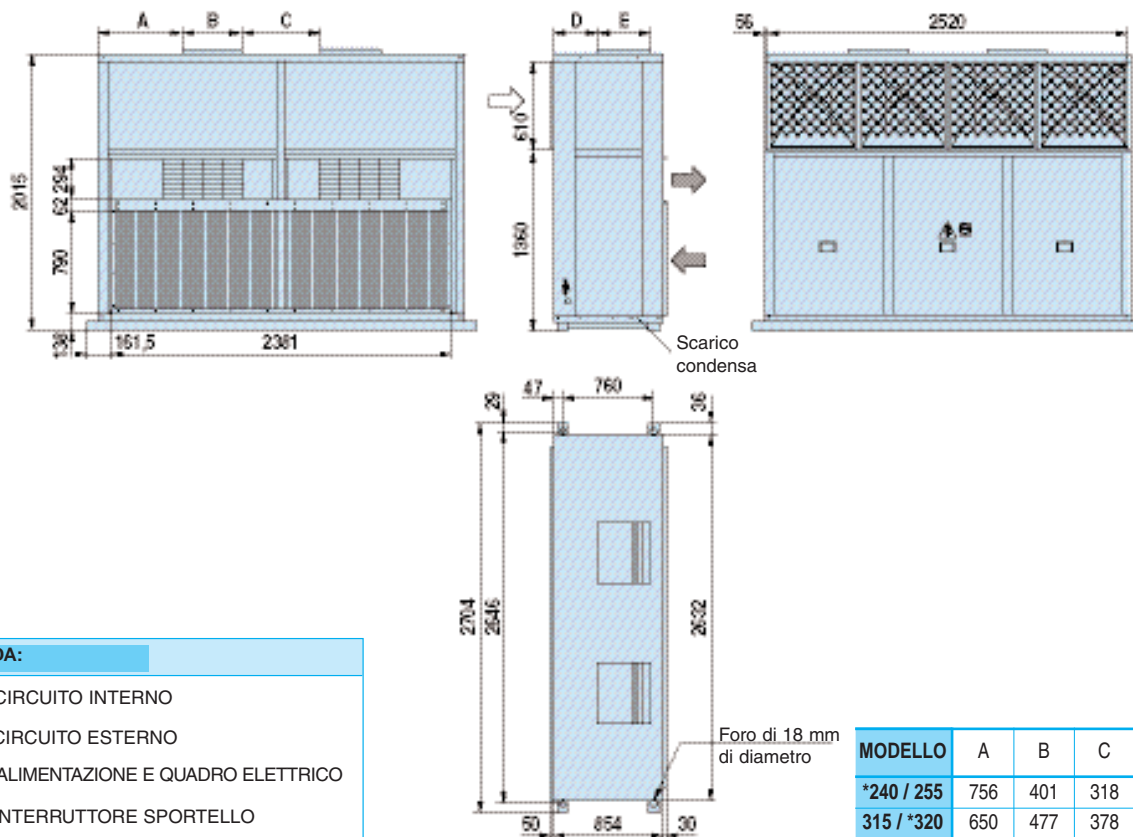 A B C
D E
56 2520
2015
294
62
790
138
161,5 2381
610
1360
Scarico
condensa
47 760
29
36
2704
2646
2632
Foro di 18 mm
di diametro
50 854 30
DA:
CIRCUITO INTERNO
CIRCUITO ESTERNO
ALIMENTAZIONE E QUADRO ELETTRICO
INTERRUTTORE SPORTELLO
MODELLO A B C
*240 / 255 756 401 318
315 / *320 650 477 378